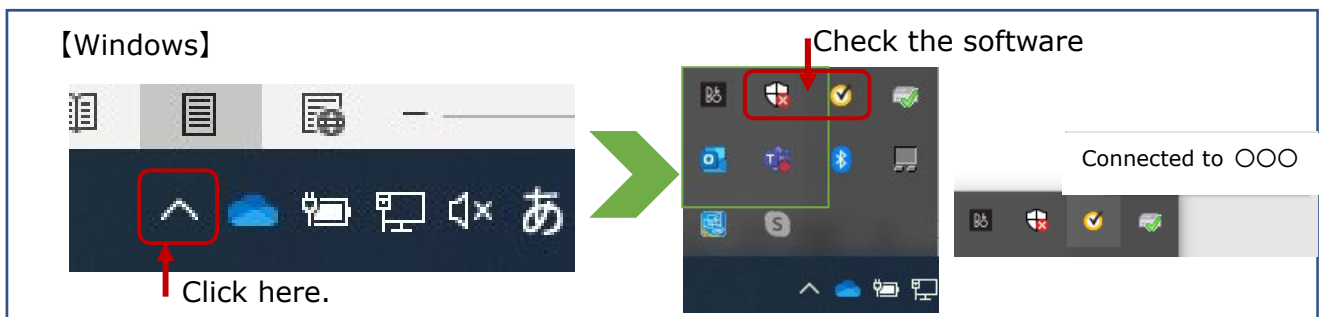 【Windows】
Check the software
Connected to 〇〇〇
あ
Click here.